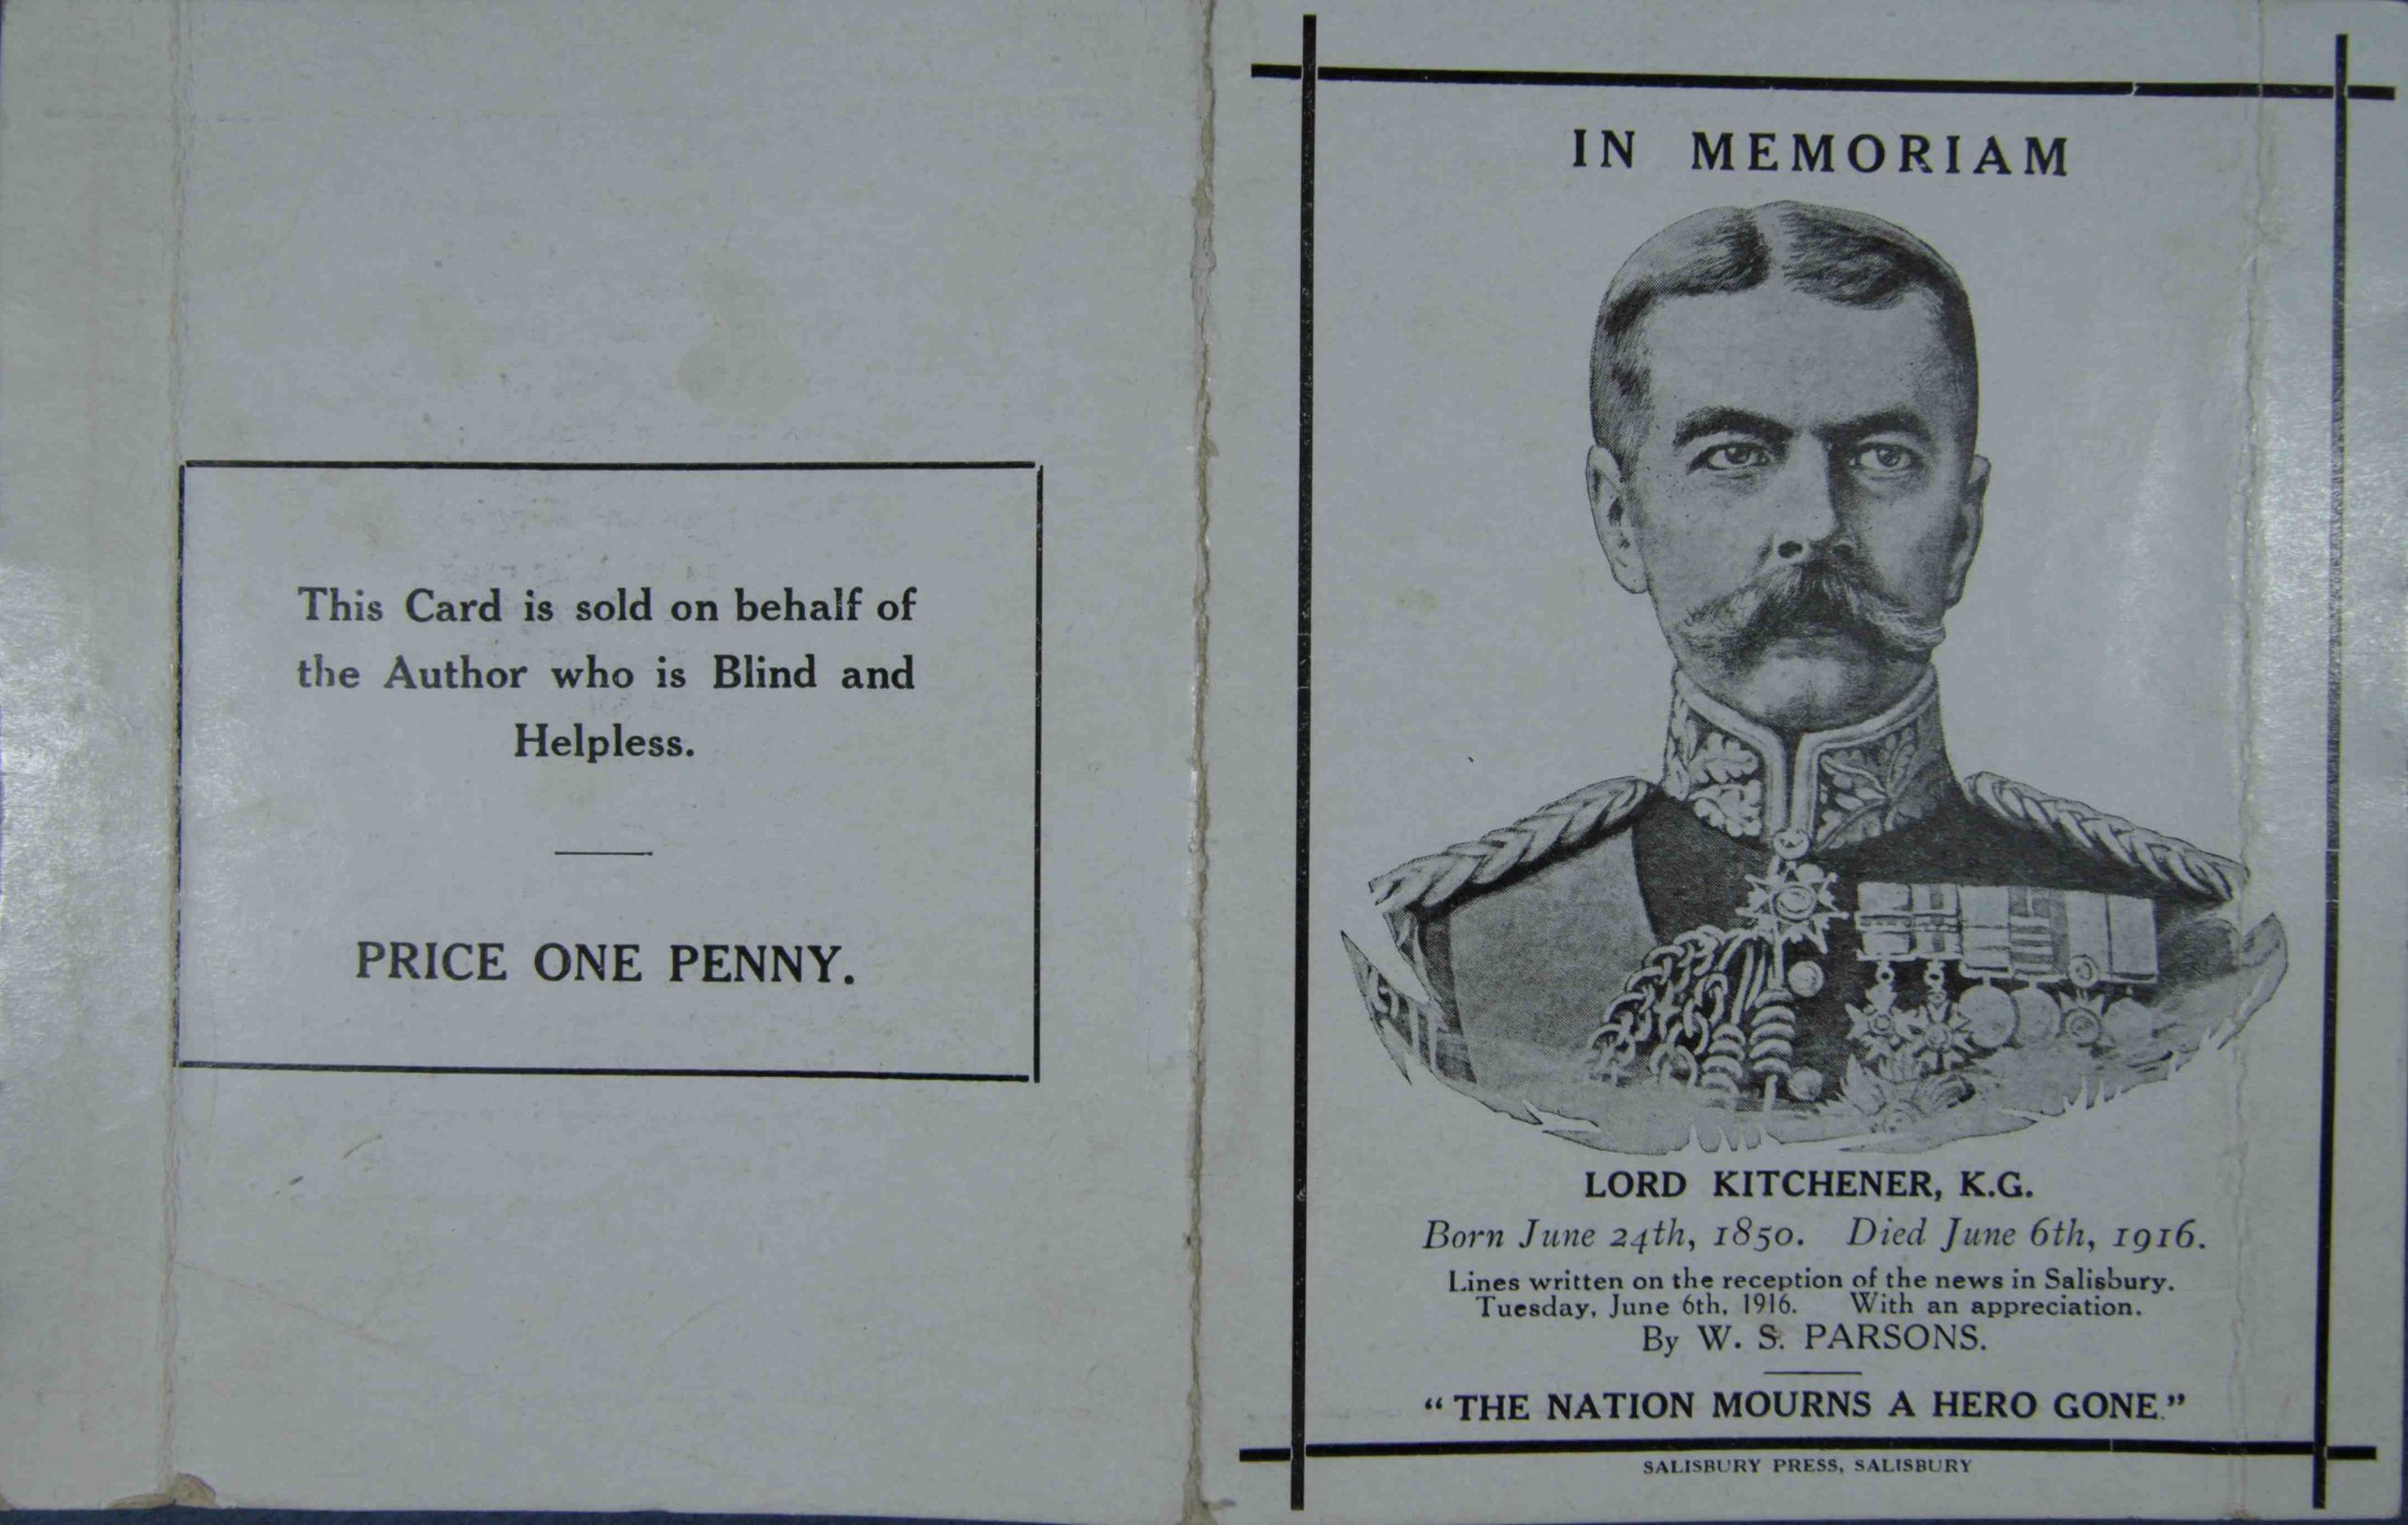 This Card is sold on behalf of
the Author who is Blind and
Helpless.
PRICE ONE PENNY.
IN MEMORIAM
LORD KITCHENER, K.G.
Born June 24th, 1850. Died June 6th, 1916.
Lines written on the reception of the news in Salisbury.
Tuesday, June 6th, 1916. With an appreciation.
By W. S. PARSONS.
“THE NATION MOURNS A HERO GONE.”
SALISBURY PRESS, SALISBURY